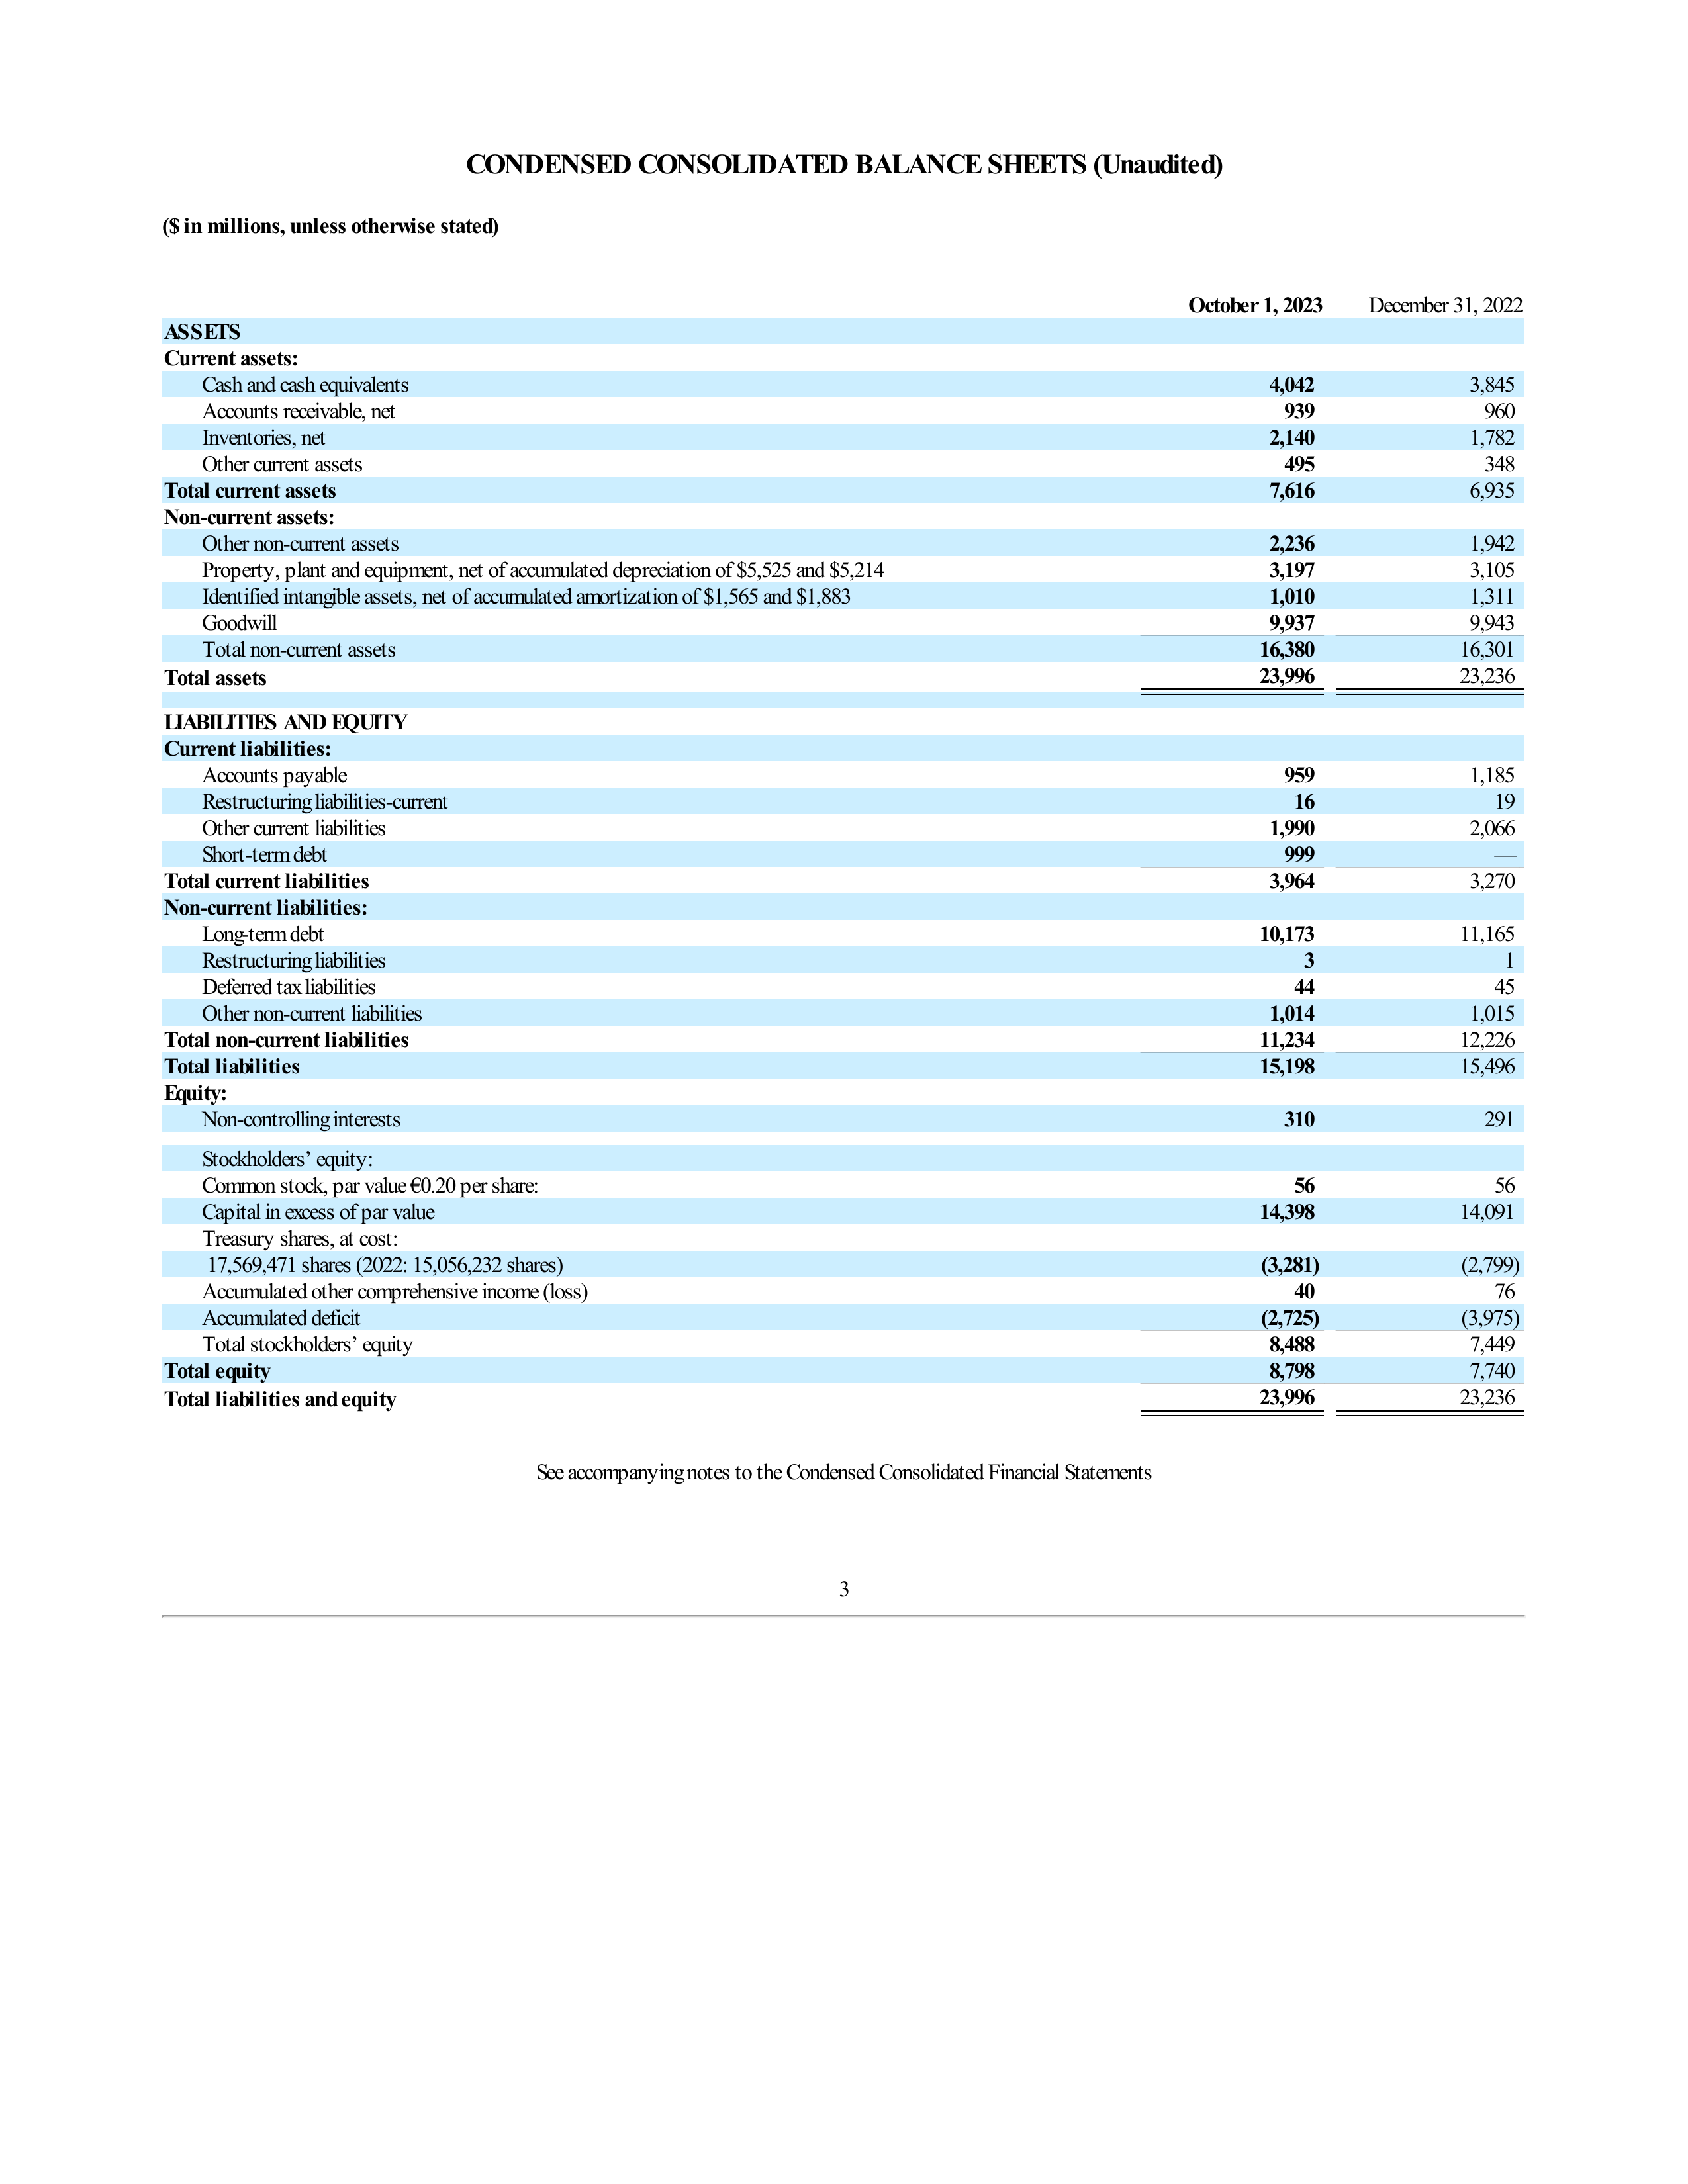 CONDENSED CONSOLIDATED BALANCE SHEETS (Unaudited)
($ in millions, unless otherwise stated)
October 1, 2023 December 31, 2022
ASSETS
Current assets:
Cash and cash equivalents 4,042 3,845
Accounts receivable, net 939 960
Inventories, net 2,140 1,782
Other current assets 495 348
Total current assets 7,616 6,935
Non-current assets:
Other non-current assets 2,236 1,942
Property, plant and equipment, net of accumulated depreciation of $5,525 and $5,214 3,197 3,105
Identified intangible assets, net of accumulated amortization of $1,565 and $1,883 1,010 1,311
Goodwill 9,937 9,943
Total non-current assets 16,380 16,301
Total assets 23,996 23,236
LIABILITIES AND EQUITY
Current liabilities:
Accounts payable 959 1,185
Restructuring liabilities-current 16 19
Other current liabilities 1,990 2,066
Short-term debt 999 —
Total current liabilities 3,964 3,270
Non-current liabilities:
Long-term debt 10,173 11,165
Restructuring liabilities 3 1
Deferred tax liabilities 44 45
Other non-current liabilities 1,014 1,015
Total non-current liabilities 11,234 12,226
Total liabilities 15,198 15,496
Equity:
Non-controlling interests 310 291
Stockholders’ equity:
Common stock, par value €0.20 per share: 56 56
Capital in excess of par value 14,398 14,091
Treasury shares, at cost:
17,569,471 shares (2022: 15,056,232 shares) (3,281) (2,799)
Accumulated other comprehensive income (loss) 40 76
Accumulated deficit (2,725) (3,975)
Total stockholders’ equity 8,488 7,449
Total equity 8,798 7,740
Total liabilities and equity 23,996 23,236
See accompanying notes to the Condensed Consolidated Financial Statements
3